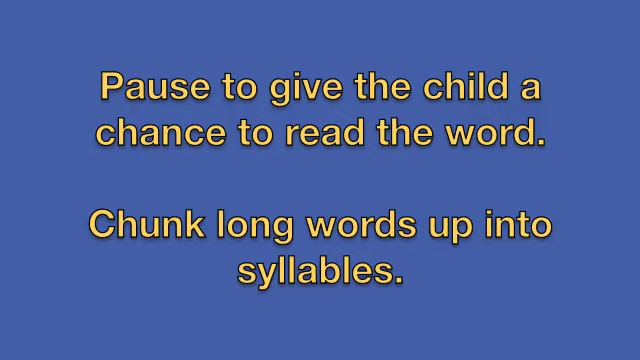 Pause to give the child a
chance to read the word.
Chunk long words up into
syllables.